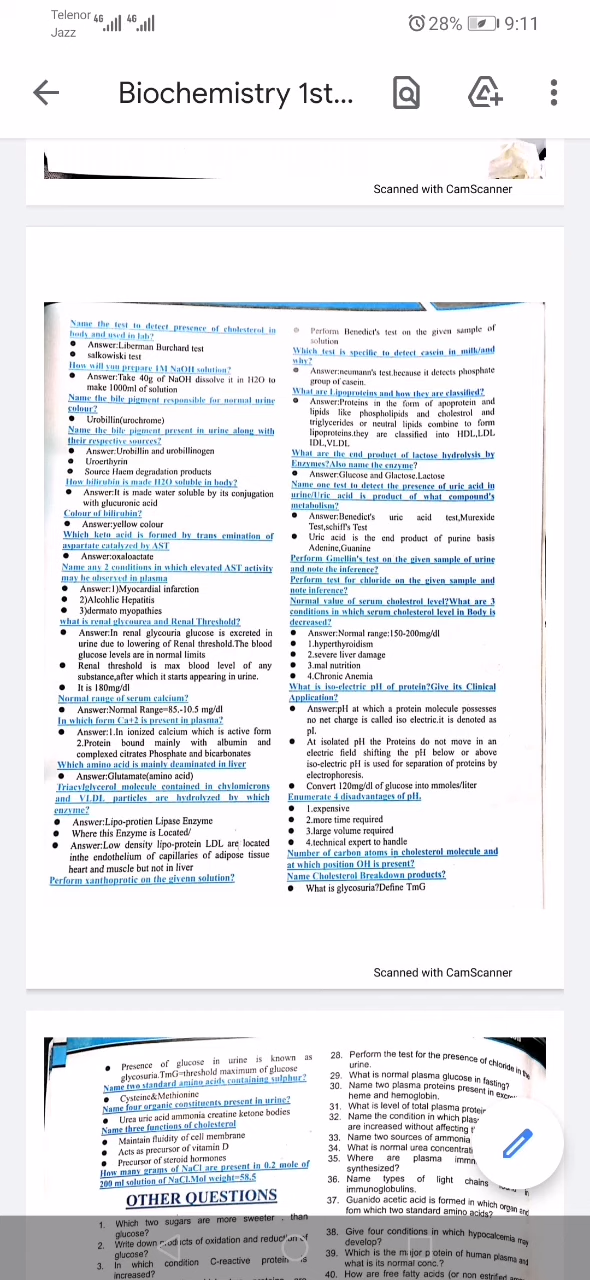 Telenor 4G 4G
Jazz
28% 9:11
Biochemistry 1st...
Scanned with CamScanner
Name the test to detect presence of cholesterol in
body and used in lab?
Answer:Liberman Burchard test
salkowiski test
How will you prepare 1M NaOH solution?
Answer:Take 40g of NaOH dissolve it in H2O to
make 1000ml of solution
Name the bile pigment responsible for normal urine
colour?
Urobillin(urochrome)
Name the bile pigment present in urine along with
their respective sources?
Answer:Urobillin and urobillinogen
Uroerthyrin
Source Haem degradation products
How bilirubin is made H2O soluble in body?
Answer:It is made water soluble by its conjugation
with glucuronic acid
Colour of bilirubin?
Answer:yellow colour
Which keto acid is formed by trans emination of
aspartate catalyzed by AST
Answer:oxaloactate
Name any 2 conditions in which elevated AST activity
may be observed in plasma
Answer:1)Myocardial infarction
2)Alcohlic Hepatitis
3)dermato myopathies
what is renal glycourea and Renal Threshold?
Answer:In renal glycouria glucose is excreted in
urine due to lowering of Renal threshold.The blood
glucose levels are in normal limits
Renal threshold is max blood level of any
substance,after which it starts appearing in urine.
It is 180mg/dl
Normal range of serum calcium?
Answer:Normal Range=85.-10.5 mg/dl
In which form Ca+2 is present in plasma?
Answer:1.In ionized calcium which is active form
2.Protein bound mainly with albumin and
complexed citrates Phosphate and bicarbonates
Which amino is mainly deaminated in liver
Answer:Glutamate(amino acid)
Triacylglycerol molecule contained in chylomicrons
and VLDL particles are hydrolyzed by which
enzyme?
Answer:Lipo-protien Lipase Enzyme
Where this Enzyme is Located/
Answer:Low density lipo-protein LDL are located
inthe endothelium of capillaries of adipose tissue
heart and muscle but not in liver
Perform xanthoprotic on the givenn solution?
Perform Benedict's test on the given sample of
solution
Which test is specific to detect casein in milk/and
why?
Answer:neumann's test.because it detects phosphate
group of casein.
What are Lipoproteins and how they are classified?
Answer:Proteins in the form of apoprotein and
lipids like phospholipids and cholestrol and
triglycerides or neutral lipids combine to form
lipoproteins.they are classified into HDL,LDL
IDL,VLDL
What are the end product of lactose hydrolysis by
Enzymes?Also name the enzyme?
Answer:Glucose and Glactose,Lactose
Name one test to detect the presence of uric acid in
urine/Uric acid is product of what compound's
metabolism?
Answer:Benedict's uric acid test,Murexide
Test,schiff's Test
Uric acid is the end product of purine basis
Adenine,Guanine
Perform Gmellin's test on the given sample of urine
and note the inference?
Perform test for chloride on the given sample and
note inference?
Normal value of serum cholestrol level?What are 3
conditions in which serum cholesterol level in Body is
decreased?
Answer:Normal range:150-200mg/dl
1.hyperthyroidism
2.severe liver damage
3.mal nutrition
4.Chronic Anemia
What is iso-electric pH of protein?Give its Clinical
Application?
Answer:pH at which a protein molecule possesses
no net charge is called iso electric.it is denoted as
pI.
At isolated pH the Proteins do not move in an
electric field shifting the pH below or above
iso-electric pH is used for separation of proteins by
electrophoresis.
Convert 120mg/dl of glucose into mmoles/liter
Enumerate 4 disadvantages of pH.
1.expensive
2.more time required
3.large volume required
4.technical expert to handle
Number of carbon atoms in cholesterol molecule and
at which position OH is present?
Name Cholesterol Breakdown products?
What is glycosuria?Define TmG
Scanned with CamScanner
Presence of glucose in urine is known as
glycosuria.TmG=threshold maximum of glucose
Name two standard amino acids containing sulphur?
Cysteine&Methionine
Name four organic constituents present in urine?
Urea uric acid ammonia creatine ketone bodies
Name three functions of cholesterol
Maintain fluidity of cell membrane
Acts as precursor of vitamin D
Precursor of steroid hormones
How many grams of NaCl are present in 0.2 mole of
200 ml solution of NaCl.Mol weight=58.5
OTHER QUESTIONS
1. Which two sugars are more sweeter than
glucose?
2. Write down products of oxidation and reduction of
glucose?
3. In which condition C-reactive protein is
increased?
28. Perform the test for the presence of chloride in the
urine.
29. What is normal plasma glucose in fasting?
30. Name two plasma proteins present in
heme and hemoglobin.
31. What is level of total plasma
32. Name the condition in which
are increased without affecting
33. Name two sources of ammonia
34. What is normal urea
35. Where are plasma
synthesized?
36. Name types of light chains in
immunoglobulins.
37. Guanido acetic acid is formed in which organ and
fom which two standard amino acids?
38. Give four conditions in which hypocalcemia may
develop?
39. Which is the major protein of human plasma and
what is its normal conc.?
40. How are free fatty acids (or non